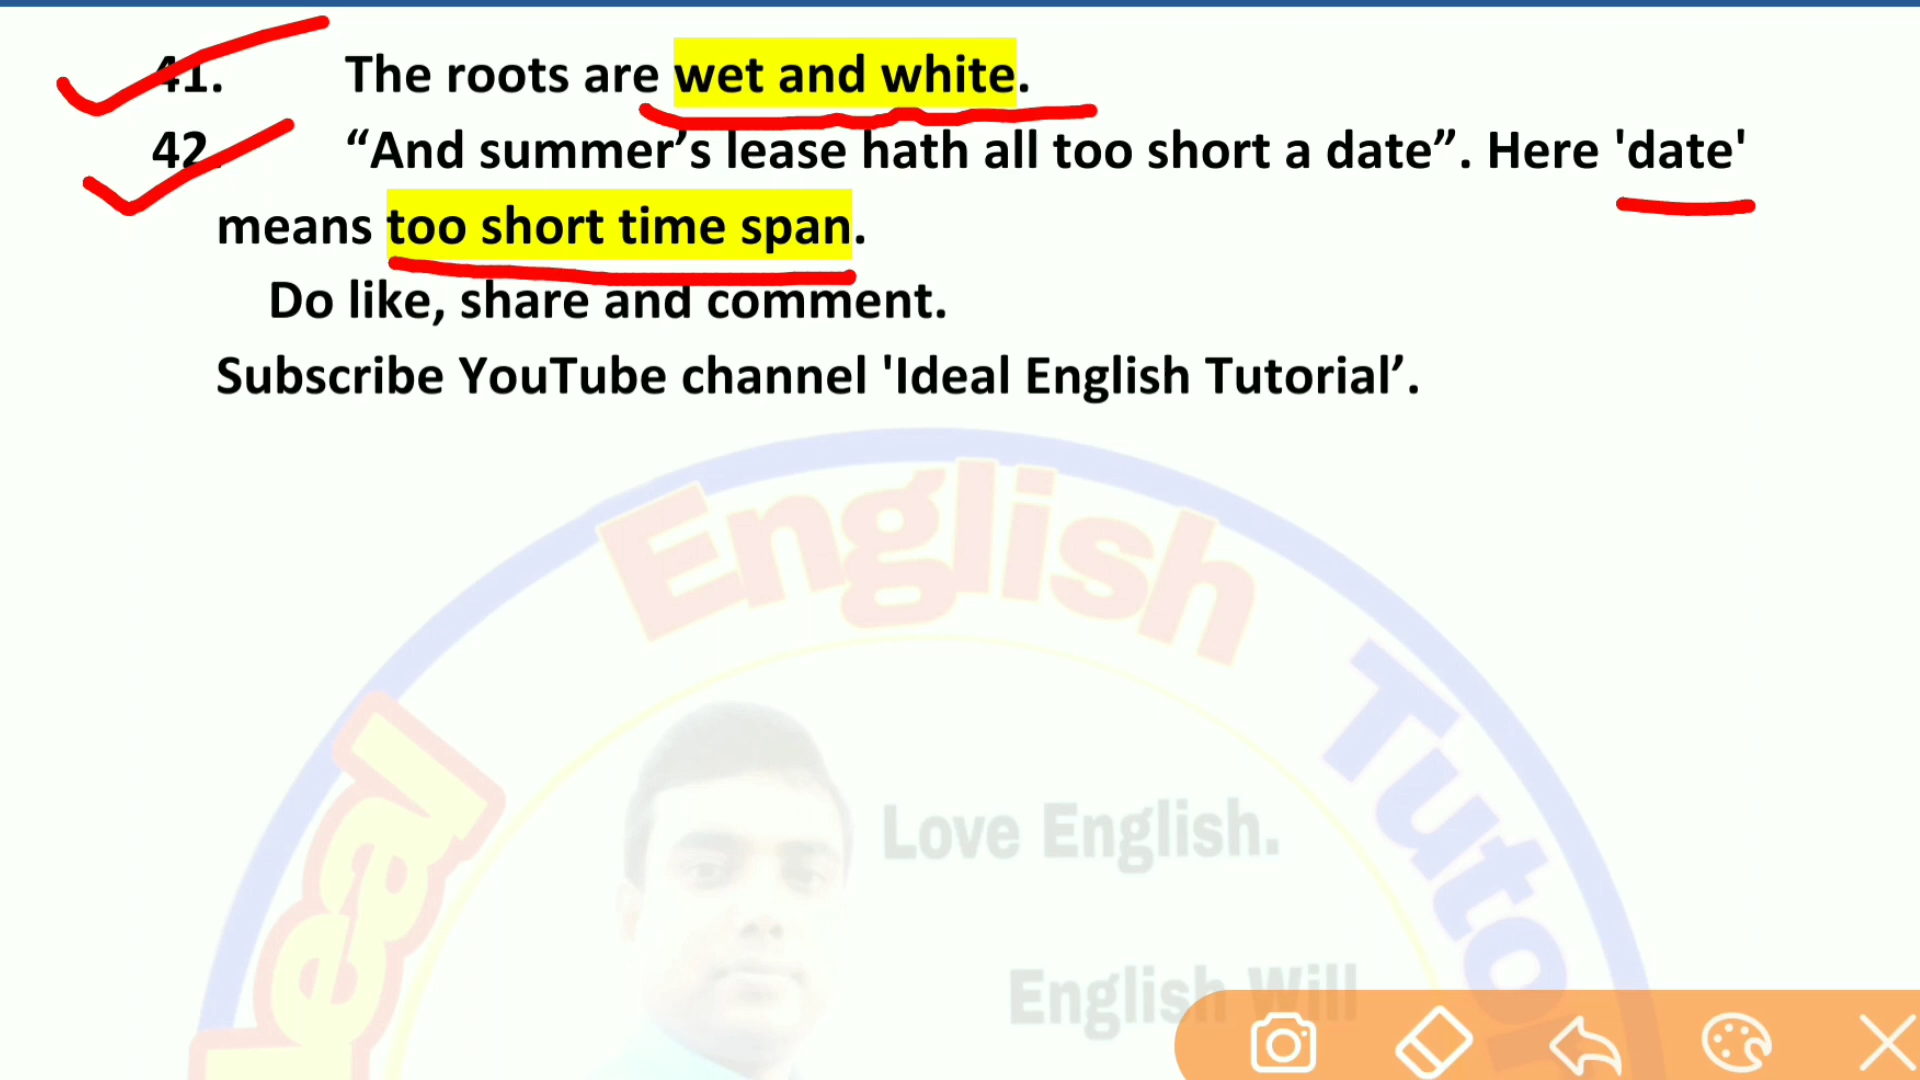 41. The roots are wet and white.
42. “And summer’s lease hath all too short a date”. Here 'date'
means too short time span.
Do like, share and comment.
Subscribe YouTube channel 'Ideal English Tutorial’.
English
Tutor
deal
Love English.
English Will